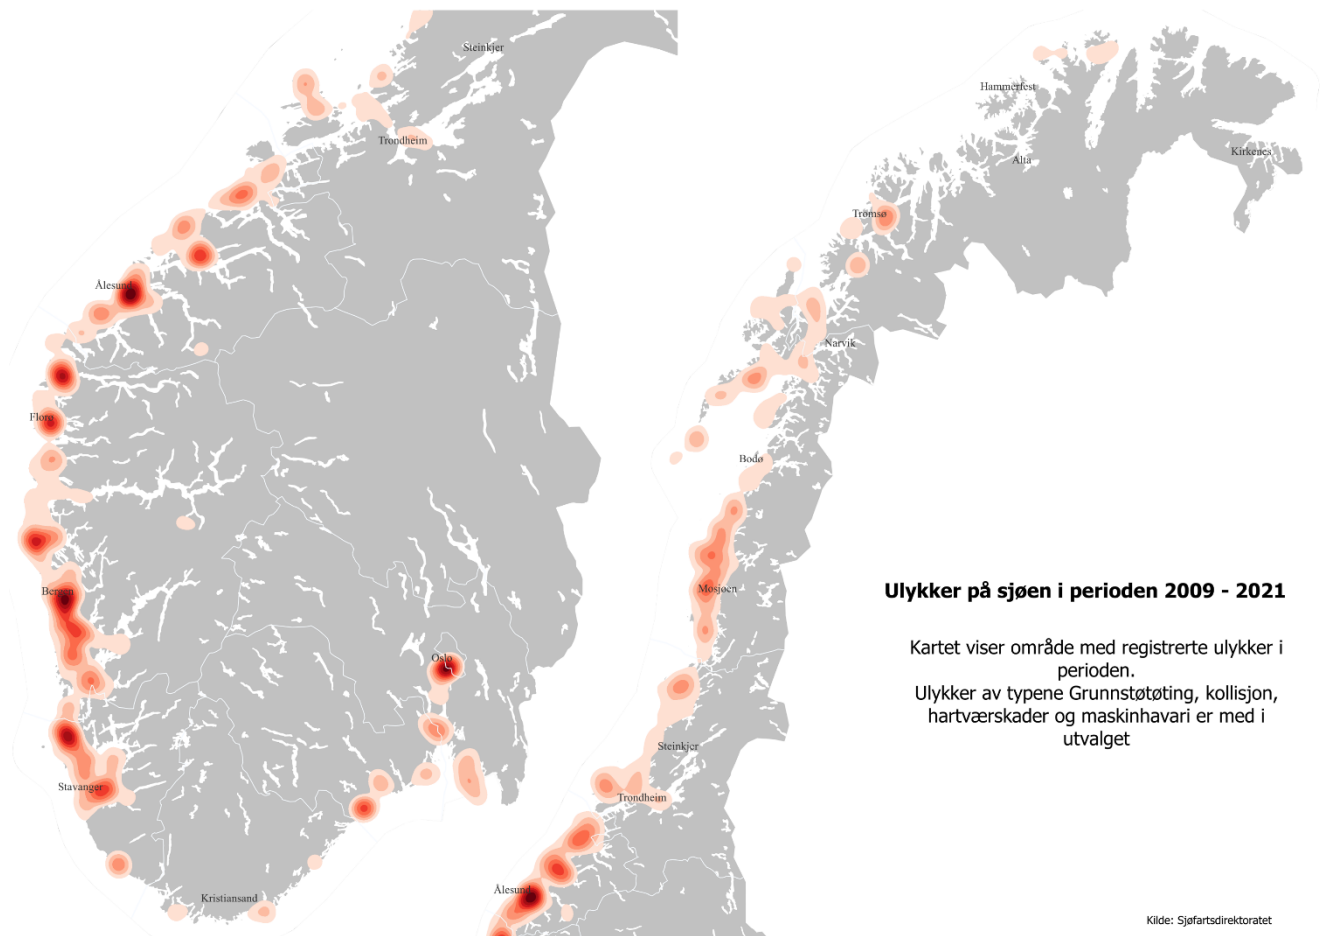 Steinkjer
Trondheim
Ålesund
Florø
Bergen
Oslo
Stavanger
Kristiansand
Hammerfest
Kirkenes
Alta
Tromsø
Narvik
Bodø
Mosjøen
Steinkjer
Trondheim
Ålesund
Ulykker på sjøen i perioden 2009 - 2021
Kartet viser område med registrerte ulykker i
perioden.
Ulykker av typene Grunnstøtøting, kollisjon,
hartværskader og maskinhavari er med i
utvalget
Kilde: Sjøfartsdirektoratet